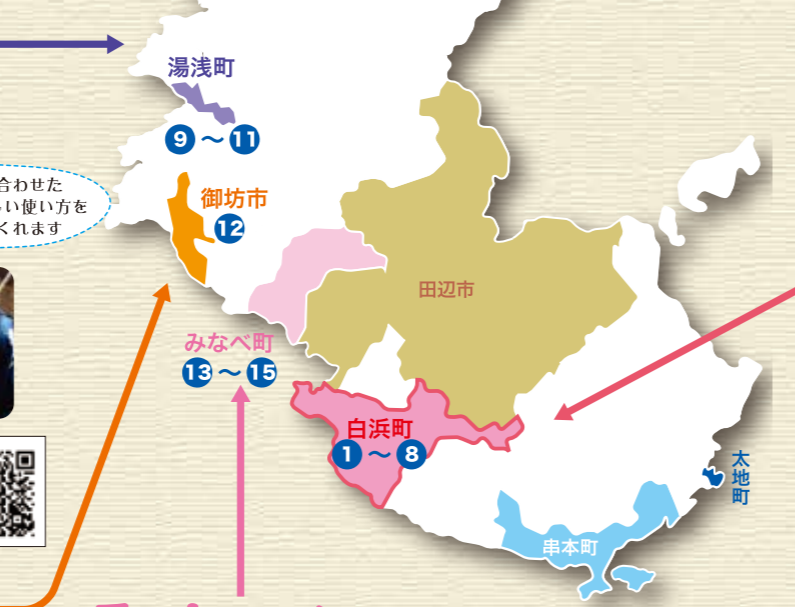 湯浅町
9～11
合わせた
い使い方を
くれます
御坊市
12
田辺市
みなべ町
13～15
白浜町
1～8
太地町
串本町